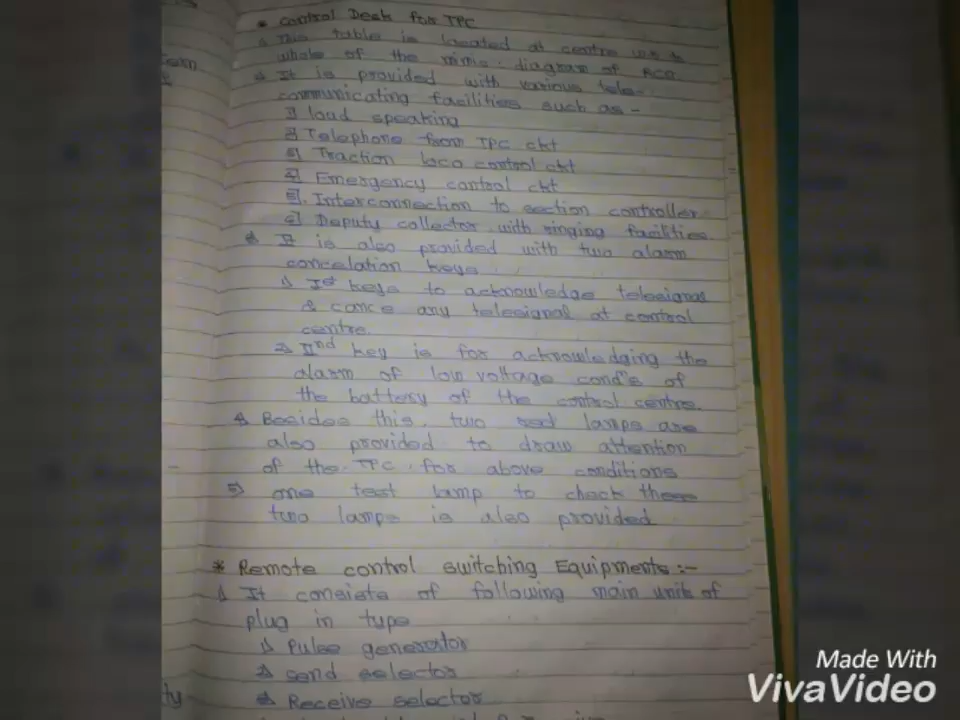 * Control Desk for TPC
1) This table is located at centre
whole of the mimic diagram of RCC
2) It is provided with various tele-
communicating facilities such as -
1) loud speaking
2) Telephone from TPC ckt
3) Traction loco control ckt
4) Emergency control ckt
5) Interconnection to section controller
6) Deputy collector with ringing facilities
3) It is also provided with two alarm
concelation keys
1) Ist keys to acknowledge telesignal
& cance any telesignal at control
centre.
2) IInd key is for acknowledging the
alarm of low voltage condn's of
the battery of the control centre.
4) Besides this, two red lamps are
also provided to draw attention
of the TPC for above conditions
5) one test lamp to check these
two lamps is also provided
* Remote control switching Equipments :-
1) It consists of following main units of
plug in type
1) Pulse generator
2) send selector
3) Receive selector
ty
Made With
VivaVideo